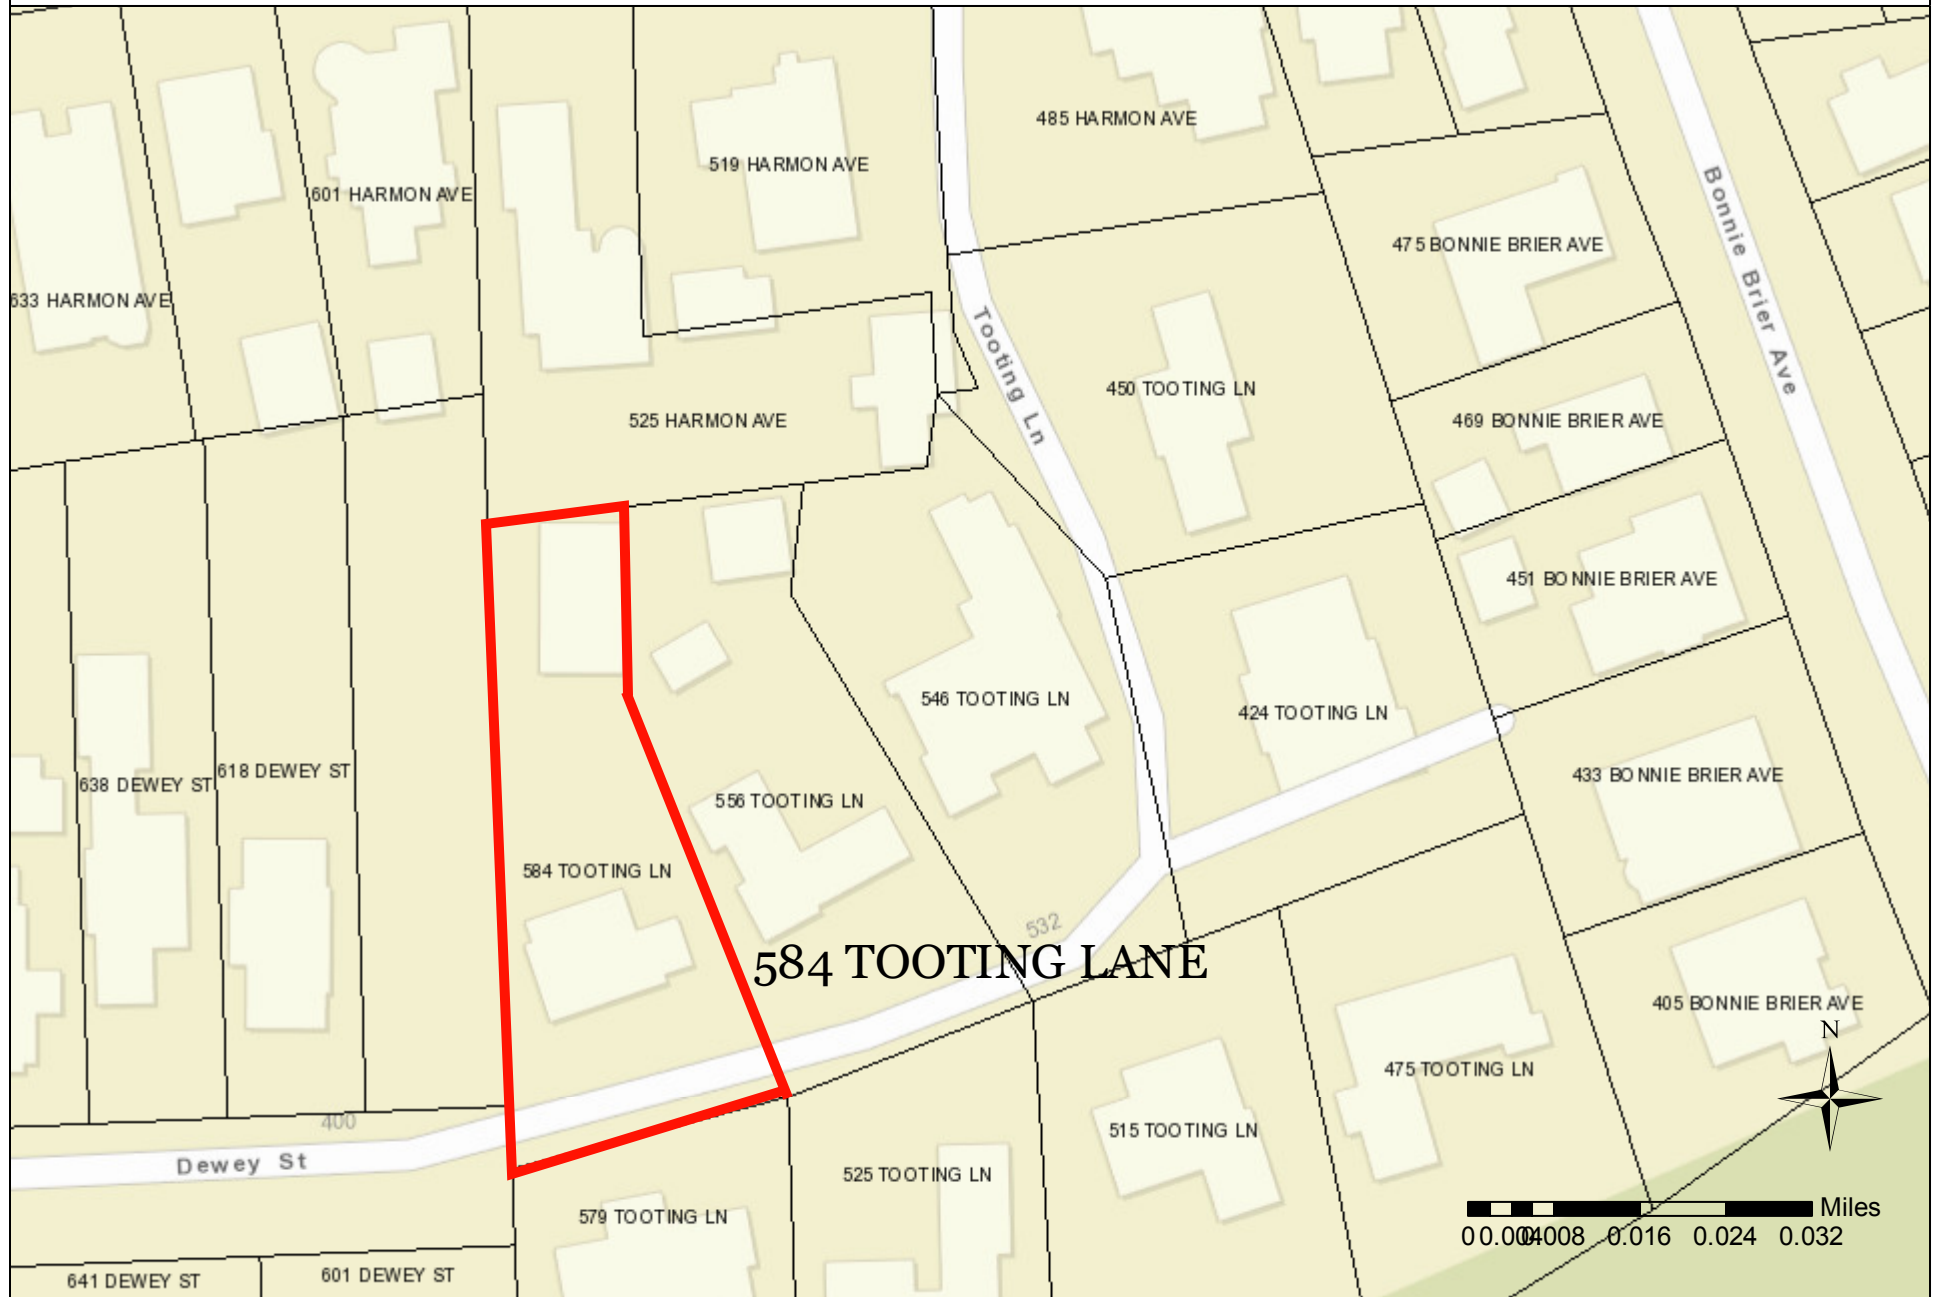 485 HARMON AVE
519 HARMON AVE
601 HARMON AVE
475 BONNIE BRIER AVE
Bonnie Brier Ave
633 HARMON AVE
Tooting Ln
450 TOOTING LN
525 HARMON AVE
469 BONNIE BRIER AVE
451 BONNIE BRIER AVE
546 TOOTING LN
424 TOOTING LN
638 DEWEY ST
618 DEWEY ST
433 BONNIE BRIER AVE
556 TOOTING LN
584 TOOTING LN
532
584 TOOTING LANE
405 BONNIE BRIER AVE
N
475 TOOTING LN
400
515 TOOTING LN
Dewey St
525 TOOTING LN
579 TOOTING LN
Miles
0 0.004 0.008 0.016 0.024 0.032
641 DEWEY ST
601 DEWEY ST